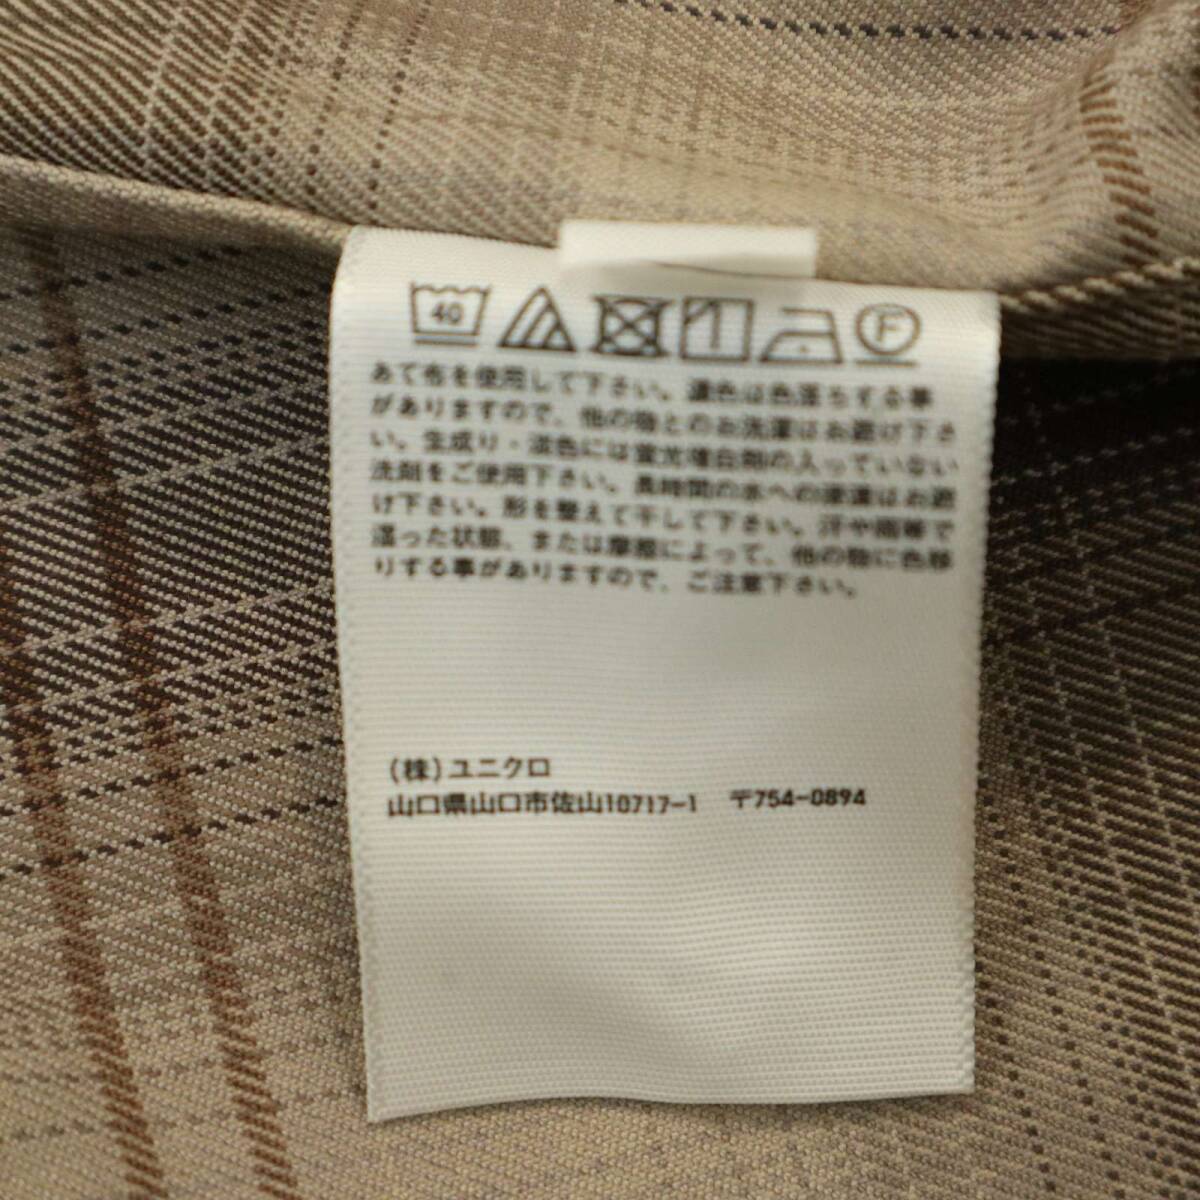 40 F
あて布を使用して下さい。濃色は色落ちする事
がありますので、他の物とのお洗濯はお避け下さ
い。生成り・淡色には蛍光増白剤の入っていない
洗剤をご使用下さい。長時間の水への浸漬はお避
け下さい。形を整えて干して下さい。汗や雨等で
湿った状態、または摩擦によって、他の物に色移
りする事がありますので、ご注意下さい。
(株)ユニクロ
山口県山口市佐山10717-1 〒754-0894